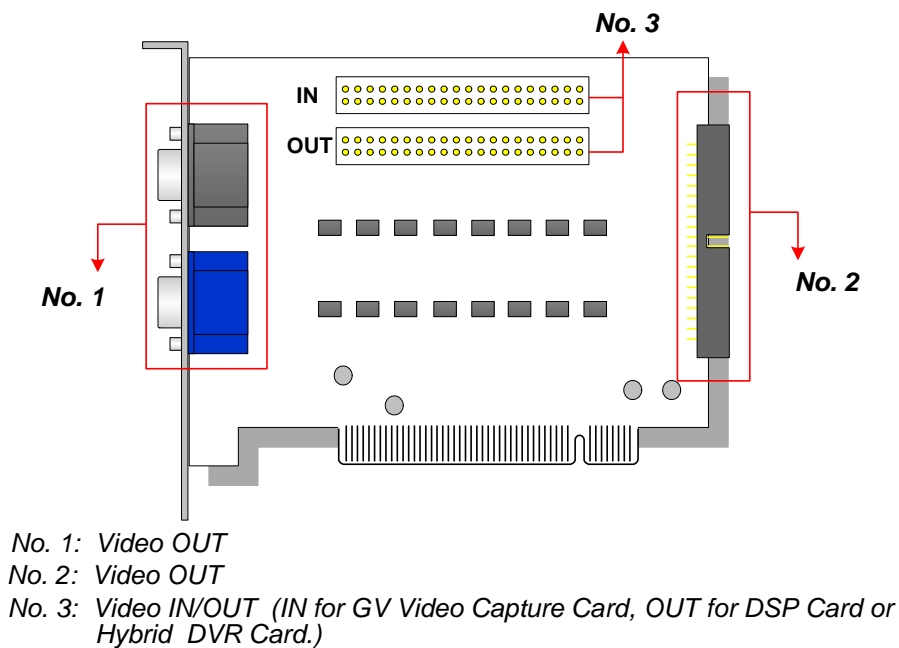 No. 3
IN
OUT
No. 1
No. 2
No. 1: Video OUT
No. 2: Video OUT
No. 3: Video IN/OUT (IN for GV Video Capture Card, OUT for DSP Card or
Hybrid DVR Card.)